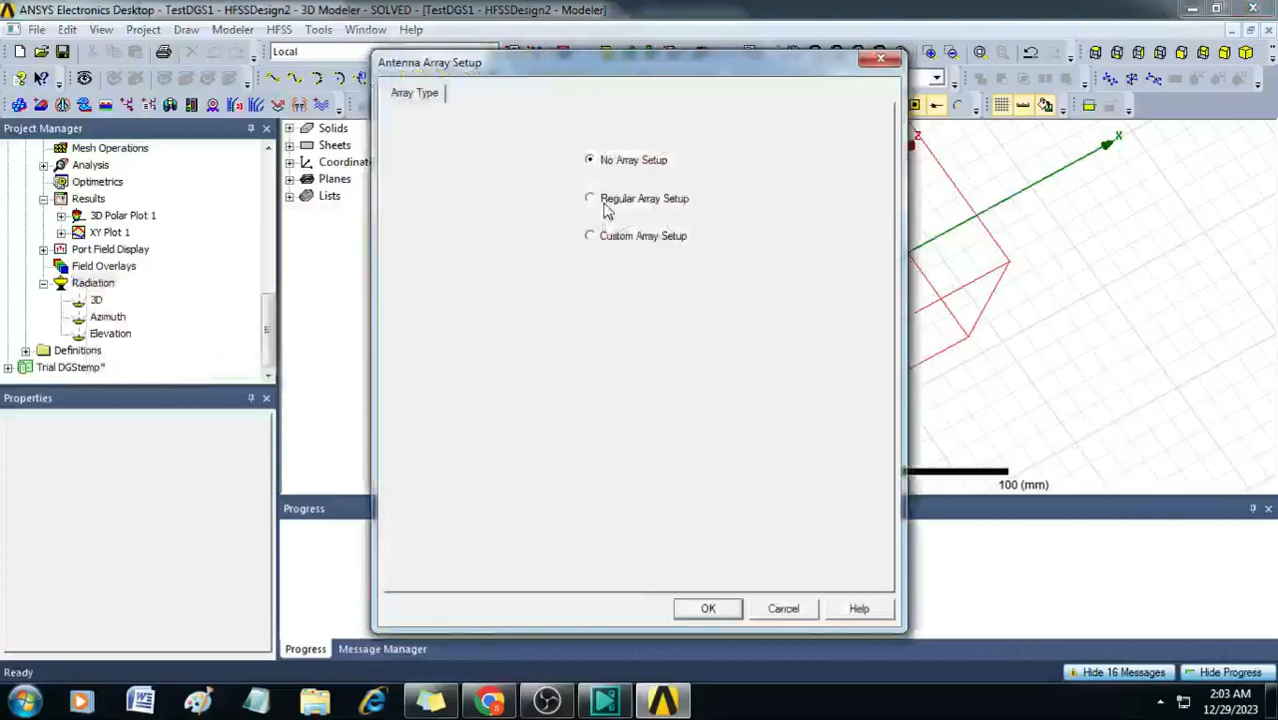 ANSYS Electronics Desktop - TestDGS1 - HFSSDesign2 - 3D Modeler - SOLVED - [TestDGS1 - HFSSDesign2 - Modeler]
File Edit View Project Draw Modeler HFSS Tools Window Help
Local
Antenna Array Setup
Array Type
No Array Setup
Regular Array Setup
Custom Array Setup
OK Cancel Help
Project Manager
Mesh Operations
Analysis
Optimetrics
Results
3D Polar Plot 1
XY Plot 1
Port Field Display
Field Overlays
Radiation
3D
Azimuth
Elevation
Definitions
Trial DGStemp*
Solids
Sheets
Coordinat
Planes
Lists
Z
X
100 (mm)
Properties
Progress
Progress Message Manager
Ready
Hide 16 Messages Hide Progress
2:03 AM
12/29/2023